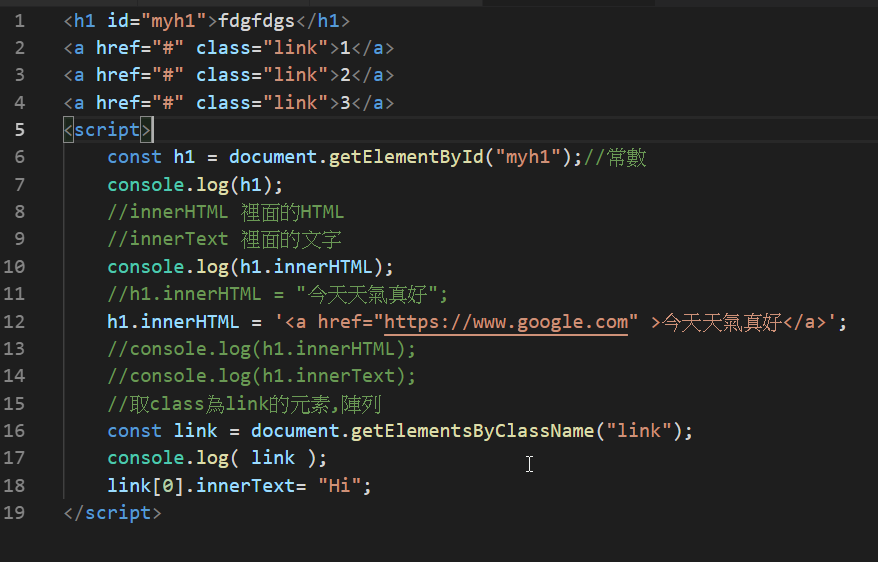 1 <h1 id="myh1">fdgfdgs</h1>
2 <a href="#" class="link">1</a>
3 <a href="#" class="link">2</a>
4 <a href="#" class="link">3</a>
5 <script>
6 const h1 = document.getElementById("myh1");//常數
7 console.log(h1);
8 //innerHTML 裡面的HTML
9 //innerText 裡面的文字
10 console.log(h1.innerHTML);
11 //h1.innerHTML = "今天天氣真好";
12 h1.innerHTML = '<a href="https://www.google.com" >今天天氣真好</a>';
13 //console.log(h1.innerHTML);
14 //console.log(h1.innerText);
15 //取class為link的元素,陣列
16 const link = document.getElementsByClassName("link");
17 console.log( link );
18 link[0].innerText= "Hi";
19 </script>